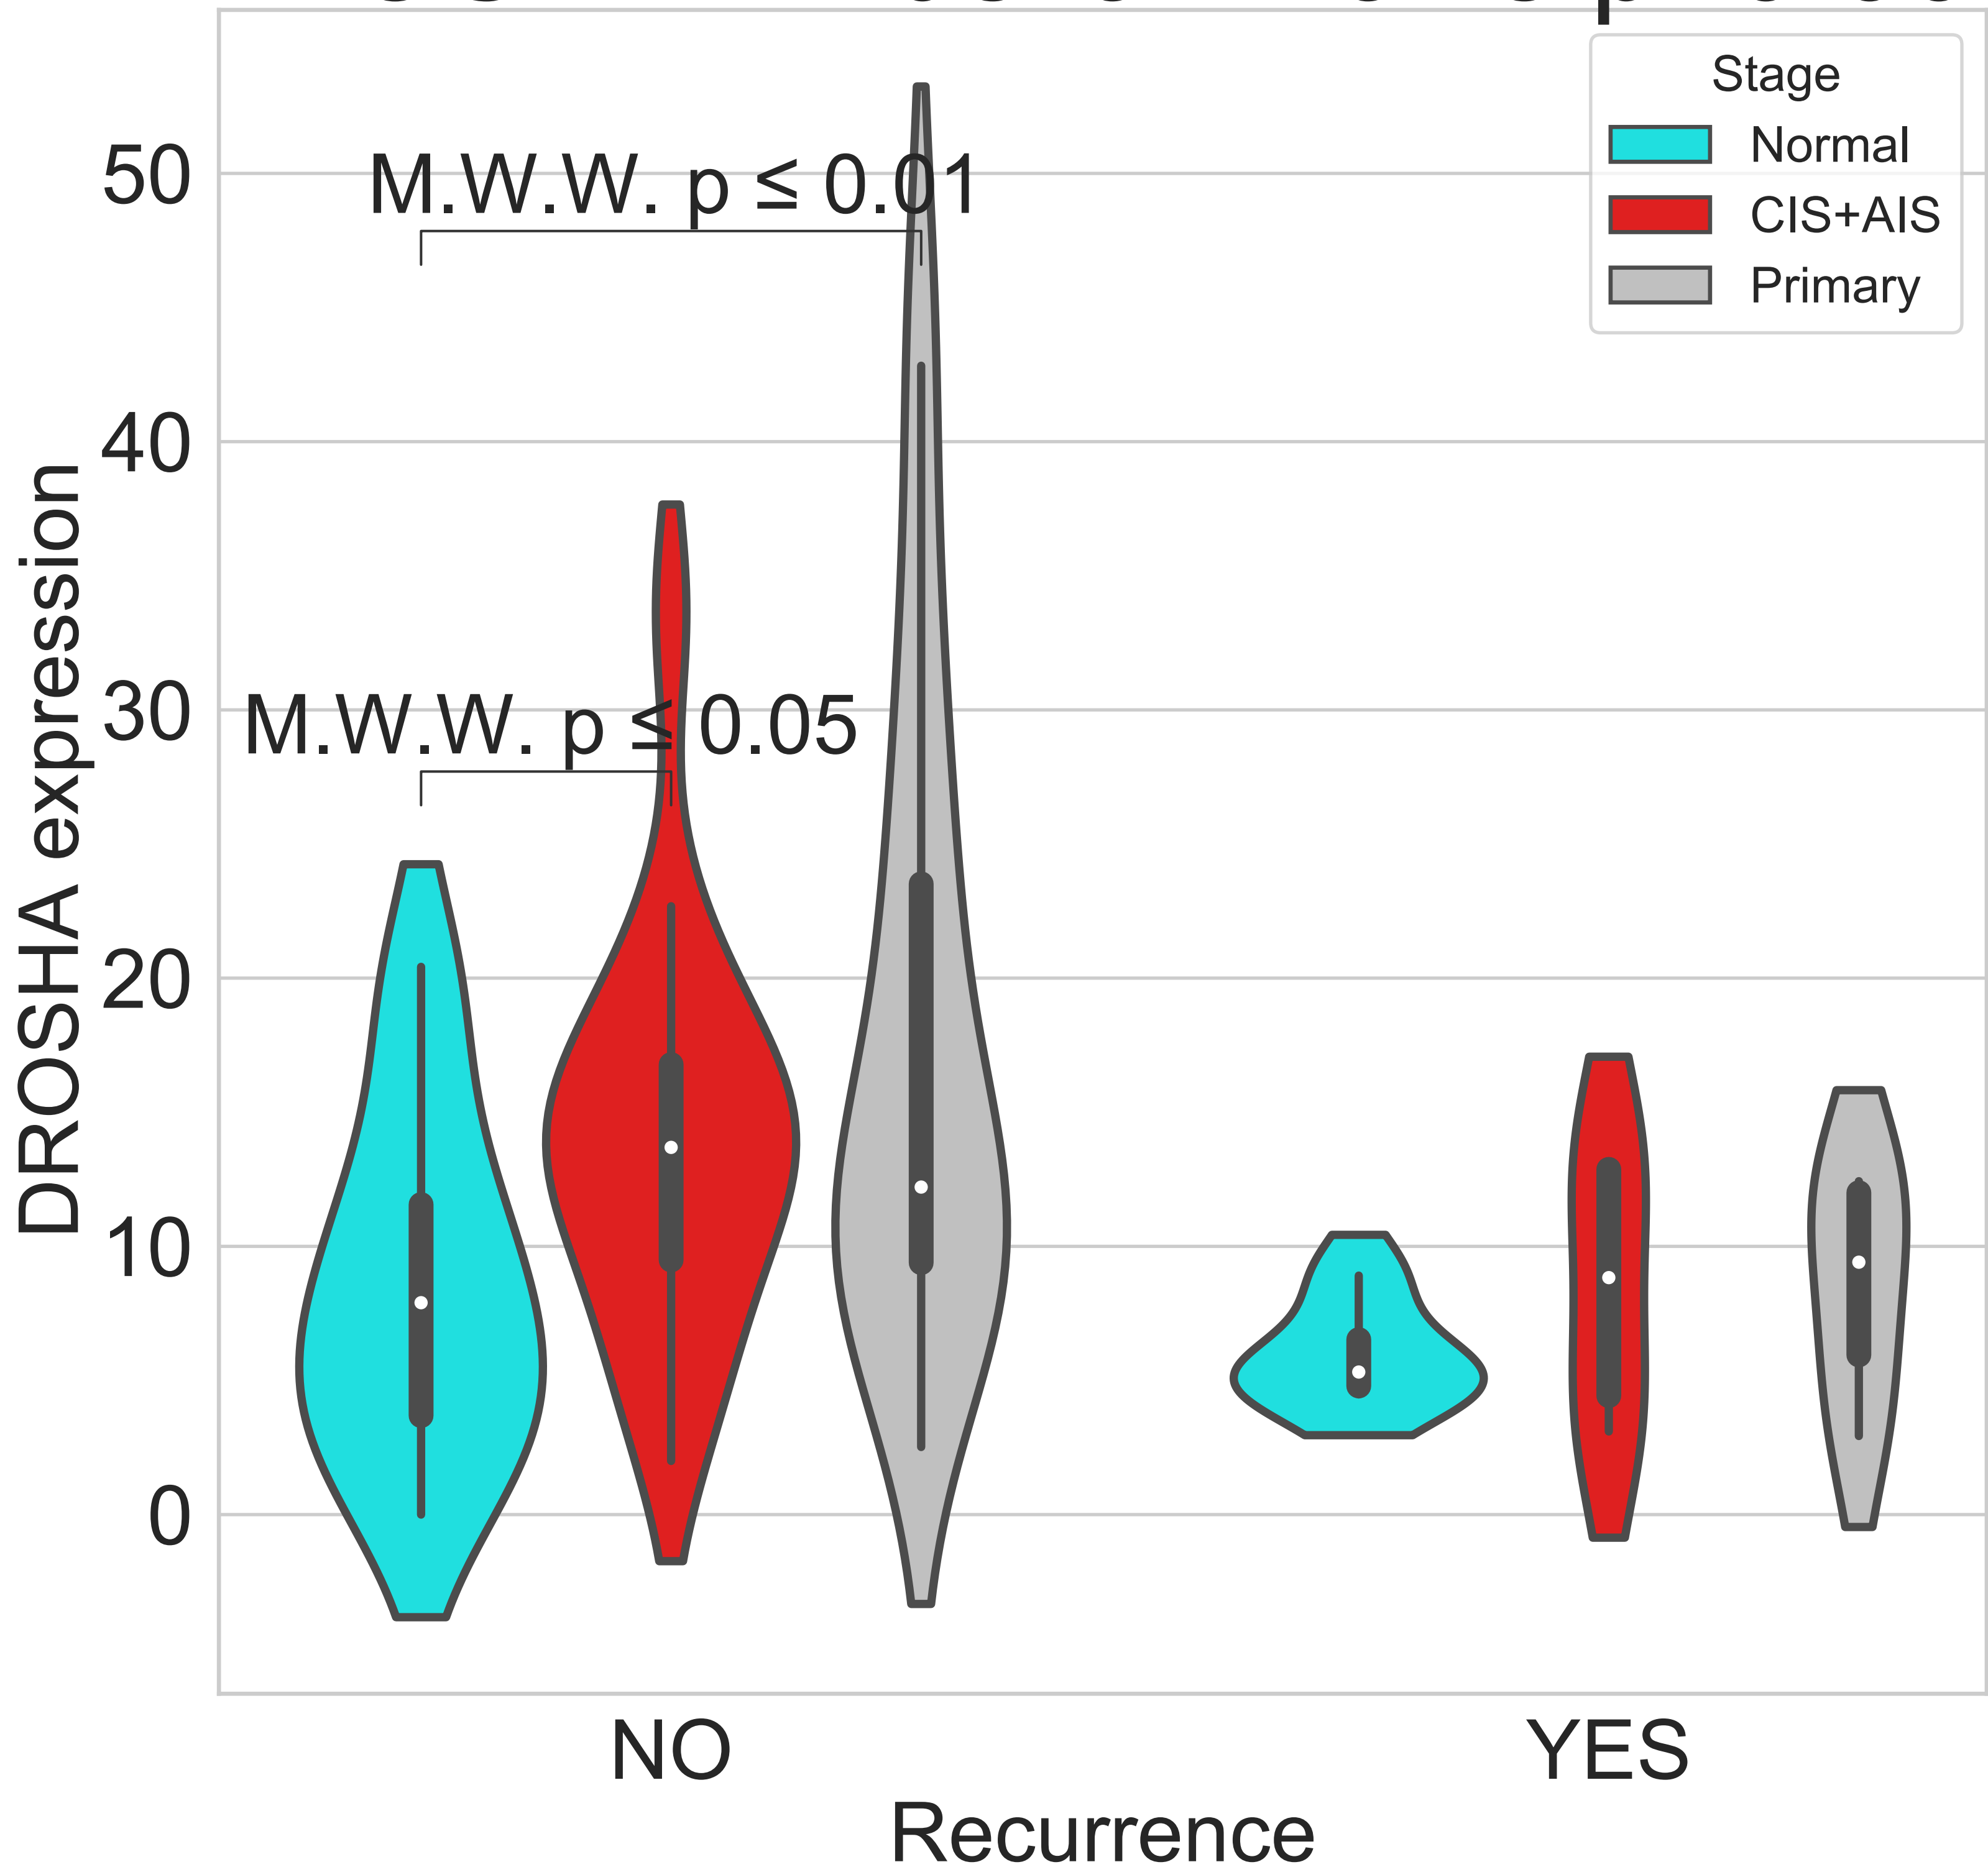 Stage
Normal
CIS+AIS
Primary
M.W.W. p ≤ 0.01
M.W.W. p ≤ 0.05
50
40
30
20
10
0
DROSHA expression
NO
YES
Recurrence